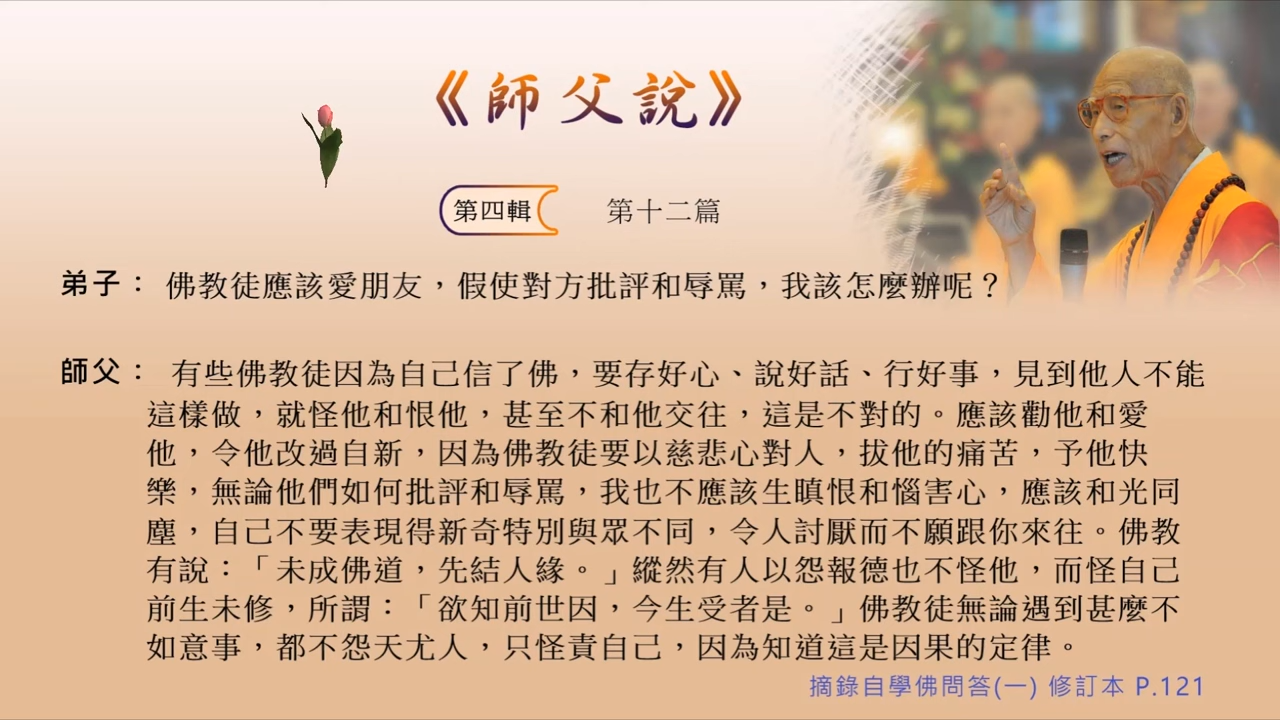 《師父說》
第四輯 第十二篇
弟子： 佛教徒應該愛朋友，假使對方批評和辱罵，我該怎麼辦呢？
師父： 有些佛教徒因為自己信了佛，要存好心、說好話、行好事，見到他人不能
這樣做，就怪他和恨他，甚至不和他交往，這是不對的。應該勸他和愛
他，令他改過自新，因為佛教徒要以慈悲心對人，拔他的痛苦，予他快
樂，無論他們如何批評和辱罵，我也不應該生瞋恨和惱害心，應該和光同
塵，自己不要表現得新奇特別與眾不同，令人討厭而不願跟你來往。佛教
有說：「未成佛道，先結人緣。」縱然有人以怨報德也不怪他，而怪自己
前生未修，所謂：「欲知前世因，今生受者是。」佛教徒無論遇到甚麼不
如意事，都不怨天尤人，只怪責自己，因為知道這是因果的定律。
摘錄自學佛問答(一) 修訂本 P.121